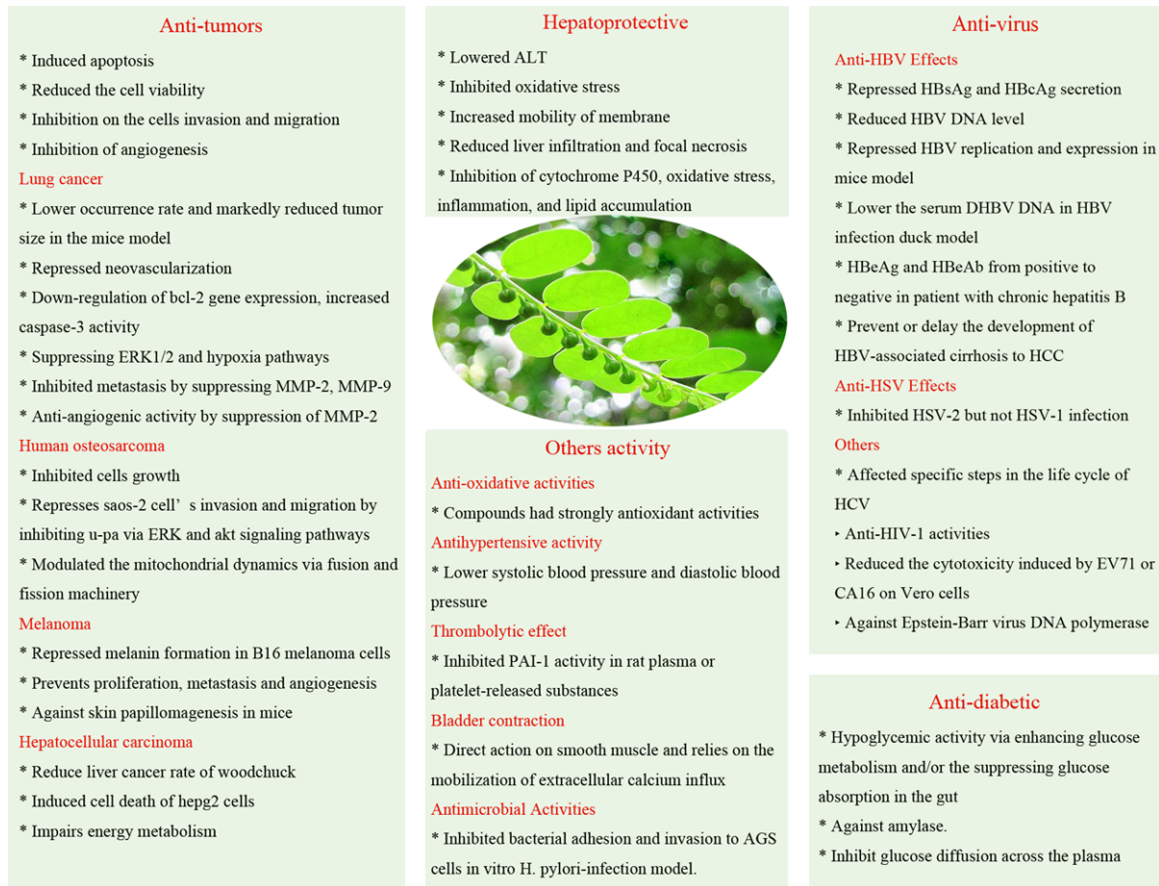 Anti-tumors
* Induced apoptosis
* Reduced the cell viability
* Inhibition on the cells invasion and migration
* Inhibition of angiogenesis
Lung cancer
* Lower occurrence rate and markedly reduced tumor
size in the mice model
* Repressed neovascularization
* Down-regulation of bcl-2 gene expression, increased
caspase-3 activity
* Suppressing ERK1/2 and hypoxia pathways
* Inhibited metastasis by suppressing MMP-2, MMP-9
* Anti-angiogenic activity by suppression of MMP-2
Human osteosarcoma
* Inhibited cells growth
* Represses saos-2 cell’ s invasion and migration by
inhibiting u-pa via ERK and akt signaling pathways
* Modulated the mitochondrial dynamics via fusion and
fission machinery
Melanoma
* Repressed melanin formation in B16 melanoma cells
* Prevents proliferation, metastasis and angiogenesis
* Against skin papillomagenesis in mice
Hepatocellular carcinoma
* Reduce liver cancer rate of woodchuck
* Induced cell death of hepg2 cells
* Impairs energy metabolism
Hepatoprotective
* Lowered ALT
* Inhibited oxidative stress
* Increased mobility of membrane
* Reduced liver infiltration and focal necrosis
* Inhibition of cytochrome P450, oxidative stress,
inflammation, and lipid accumulation
Others activity
Anti-oxidative activities
* Compounds had strongly antioxidant activities
Antihypertensive activity
* Lower systolic blood pressure and diastolic blood
pressure
Thrombolytic effect
* Inhibited PAI-1 activity in rat plasma or
platelet-released substances
Bladder contraction
* Direct action on smooth muscle and relies on the
mobilization of extracellular calcium influx
Antimicrobial Activities
* Inhibited bacterial adhesion and invasion to AGS
cells in vitro H. pylori-infection model.
Anti-virus
Anti-HBV Effects
* Repressed HBsAg and HBcAg secretion
* Reduced HBV DNA level
* Repressed HBV replication and expression in
mice model
* Lower the serum DHBV DNA in HBV
infection duck model
* HBeAg and HBeAb from positive to
negative in patient with chronic hepatitis B
* Prevent or delay the development of
HBV-associated cirrhosis to HCC
Anti-HSV Effects
* Inhibited HSV-2 but not HSV-1 infection
Others
* Affected specific steps in the life cycle of
HCV
‣ Anti-HIV-1 activities
‣ Reduced the cytotoxicity induced by EV71 or
CA16 on Vero cells
‣ Against Epstein-Barr virus DNA polymerase
Anti-diabetic
* Hypoglycemic activity via enhancing glucose
metabolism and/or the suppressing glucose
absorption in the gut
* Against amylase.
* Inhibit glucose diffusion across the plasma